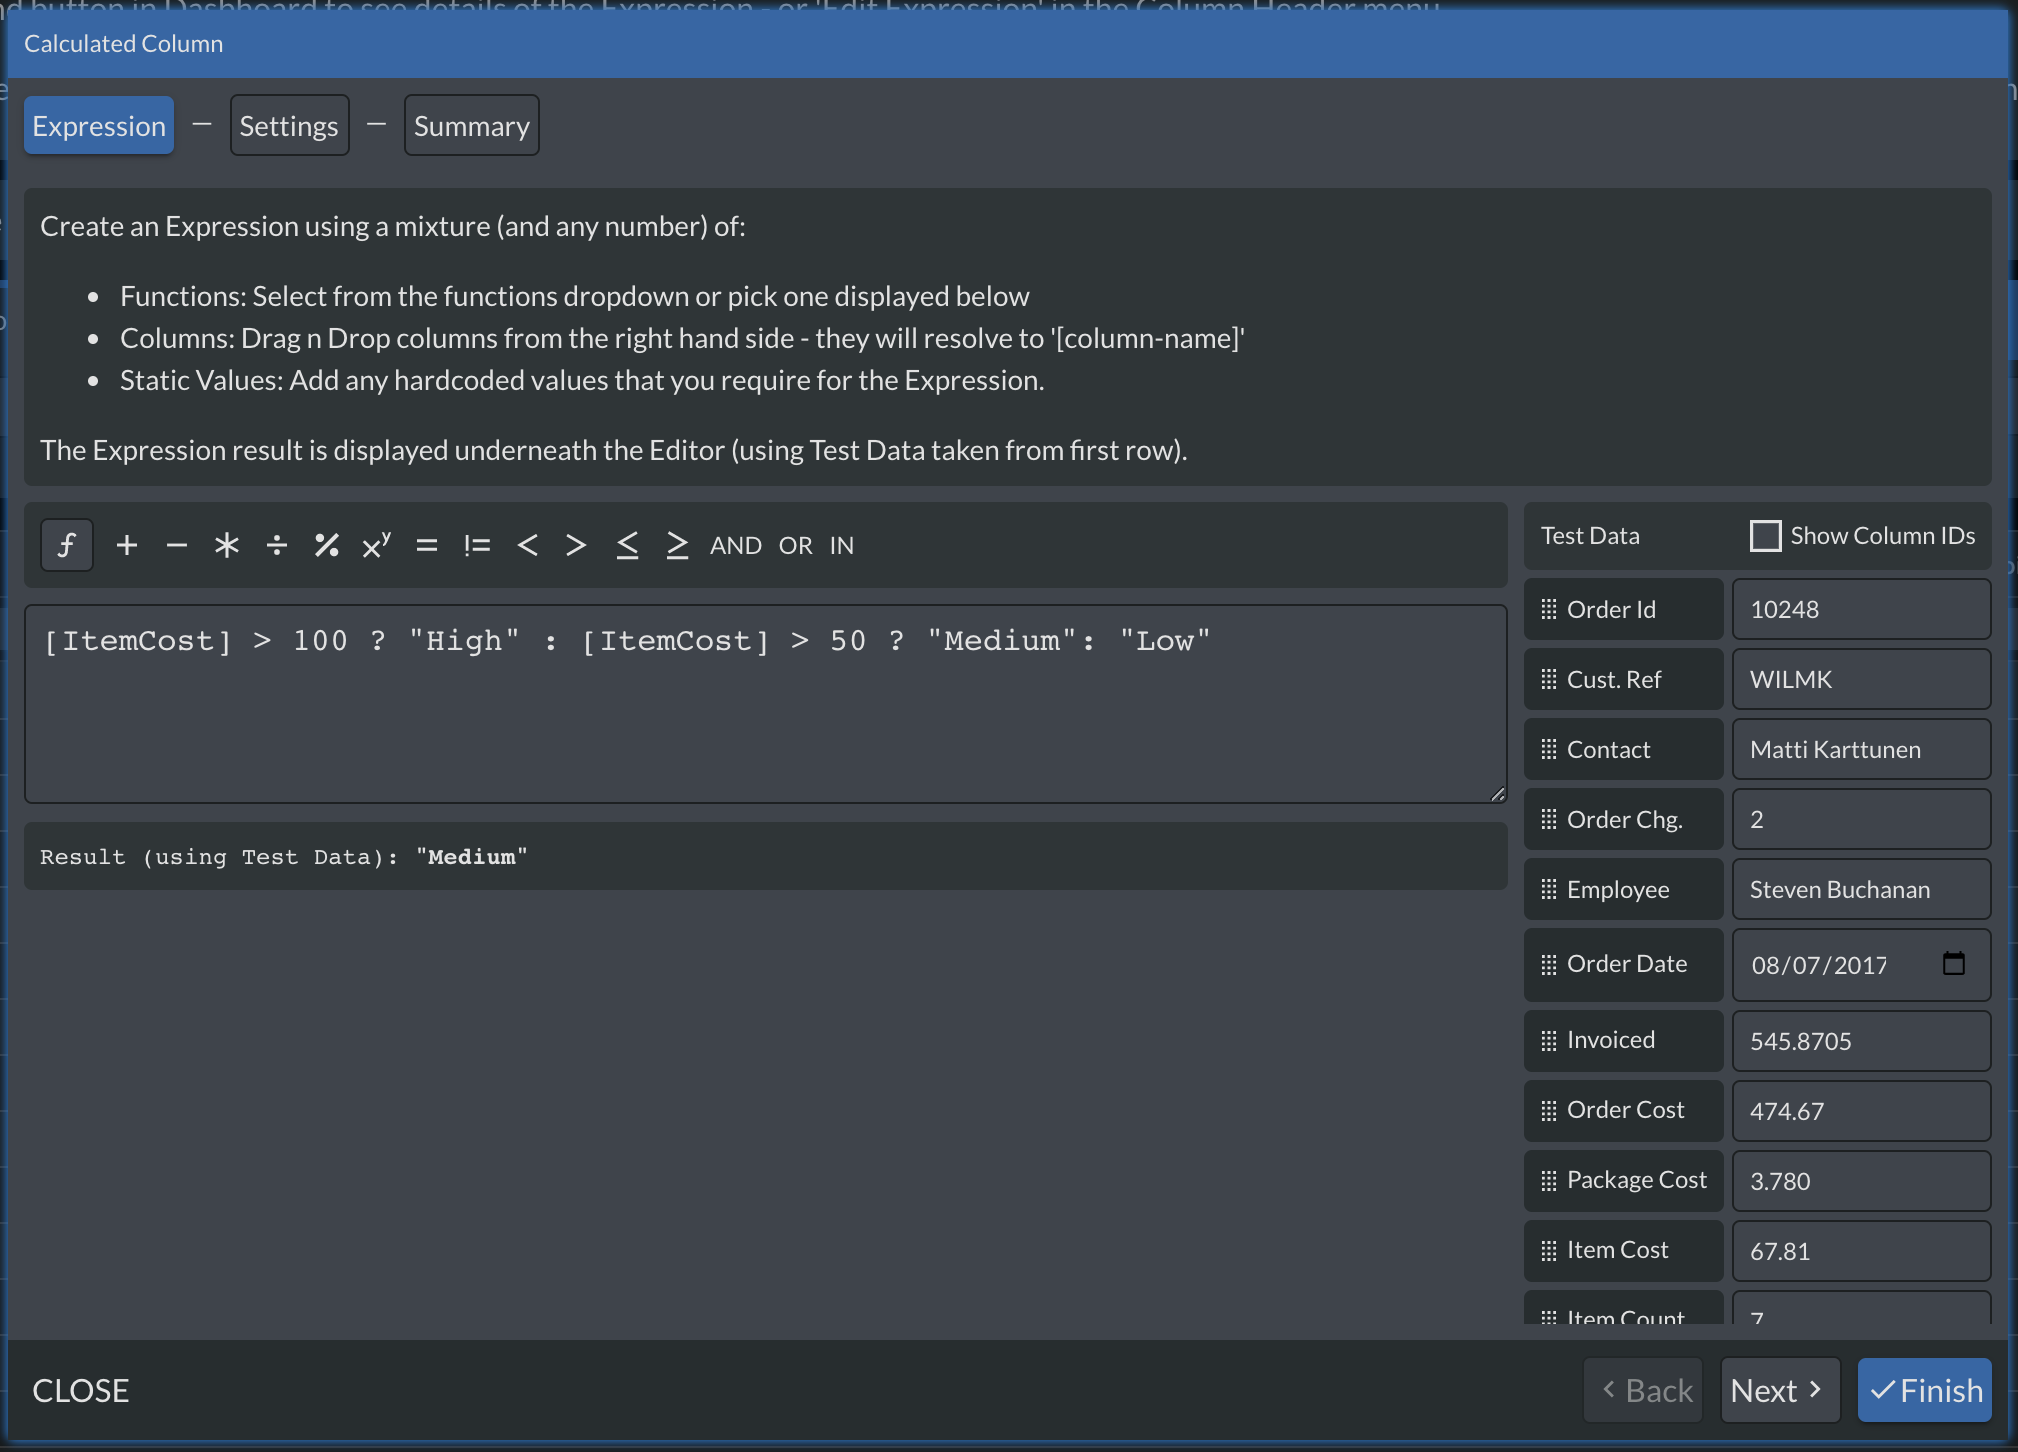 nd button in Dashboard to see details of the Expression - or 'Edit Expression' in the Column Header menu
Calculated Column
Expression — Settings — Summary
Create an Expression using a mixture (and any number) of:
• Functions: Select from the functions dropdown or pick one displayed below
• Columns: Drag n Drop columns from the right hand side - they will resolve to '[column-name]'
• Static Values: Add any hardcoded values that you require for the Expression.
The Expression result is displayed underneath the Editor (using Test Data taken from first row).
ƒ + − * ÷ % xʸ = != < > ≤ ≥ AND OR IN
[ItemCost] > 100 ? "High" : [ItemCost] > 50 ? "Medium": "Low"
Result (using Test Data): "Medium"
Test Data Show Column IDs
Order Id 10248
Cust. Ref WILMK
Contact Matti Karttunen
Order Chg. 2
Employee Steven Buchanan
Order Date 08/07/2017
Invoiced 545.8705
Order Cost 474.67
Package Cost 3.780
Item Cost 67.81
Item Count 7
CLOSE
Back Next Finish